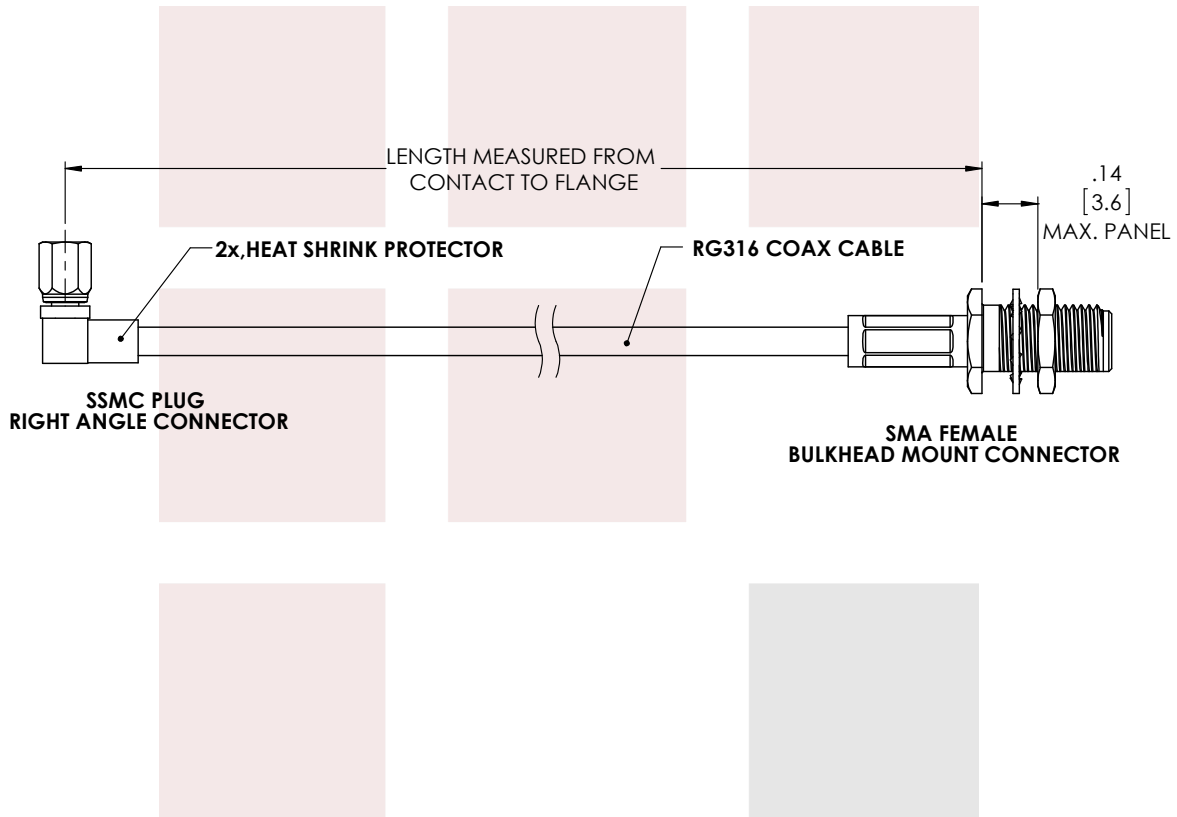 LENGTH MEASURED FROM
CONTACT TO FLANGE
.14
[3.6]
MAX. PANEL
2x,HEAT SHRINK PROTECTOR
RG316 COAX CABLE
SSMC PLUG
RIGHT ANGLE CONNECTOR
SMA FEMALE
BULKHEAD MOUNT CONNECTOR